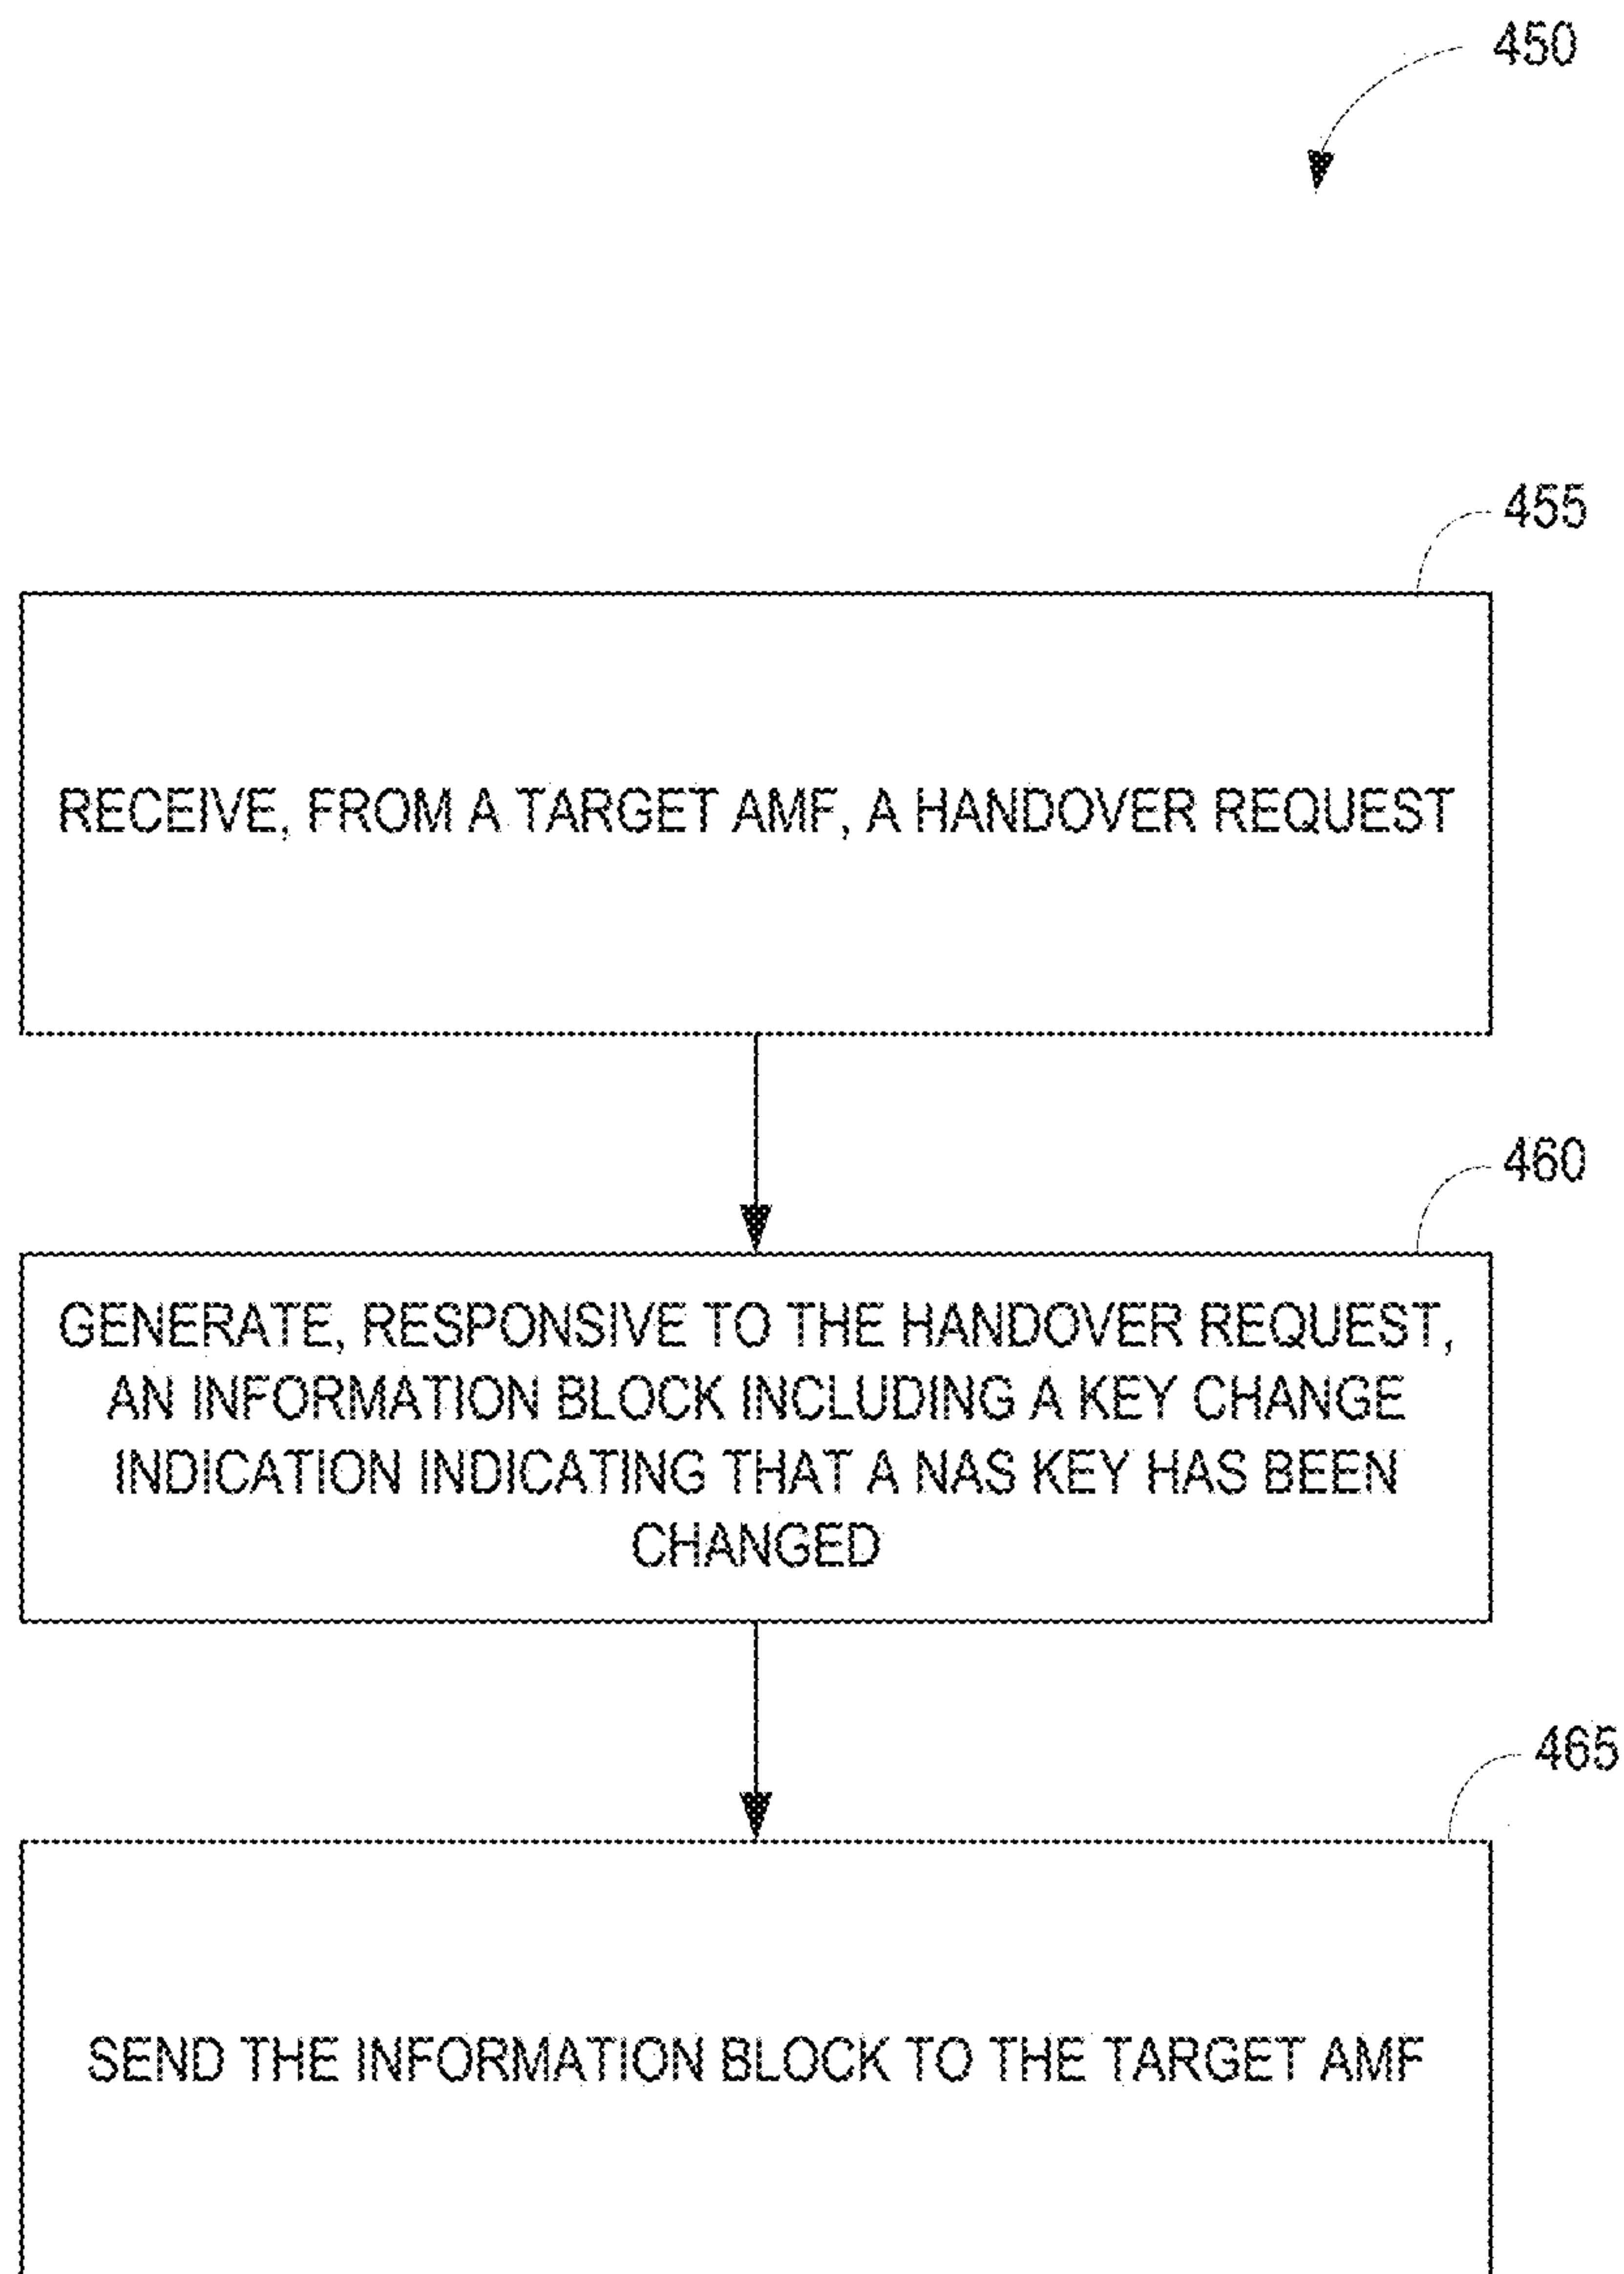 450
455
RECEIVE, FROM A TARGET AMF, A HANDOVER REQUEST
460
GENERATE, RESPONSIVE TO THE HANDOVER REQUEST,
AN INFORMATION BLOCK INCLUDING A KEY CHANGE
INDICATION INDICATING THAT A NAS KEY HAS BEEN
CHANGED
465
SEND THE INFORMATION BLOCK TO THE TARGET AMF